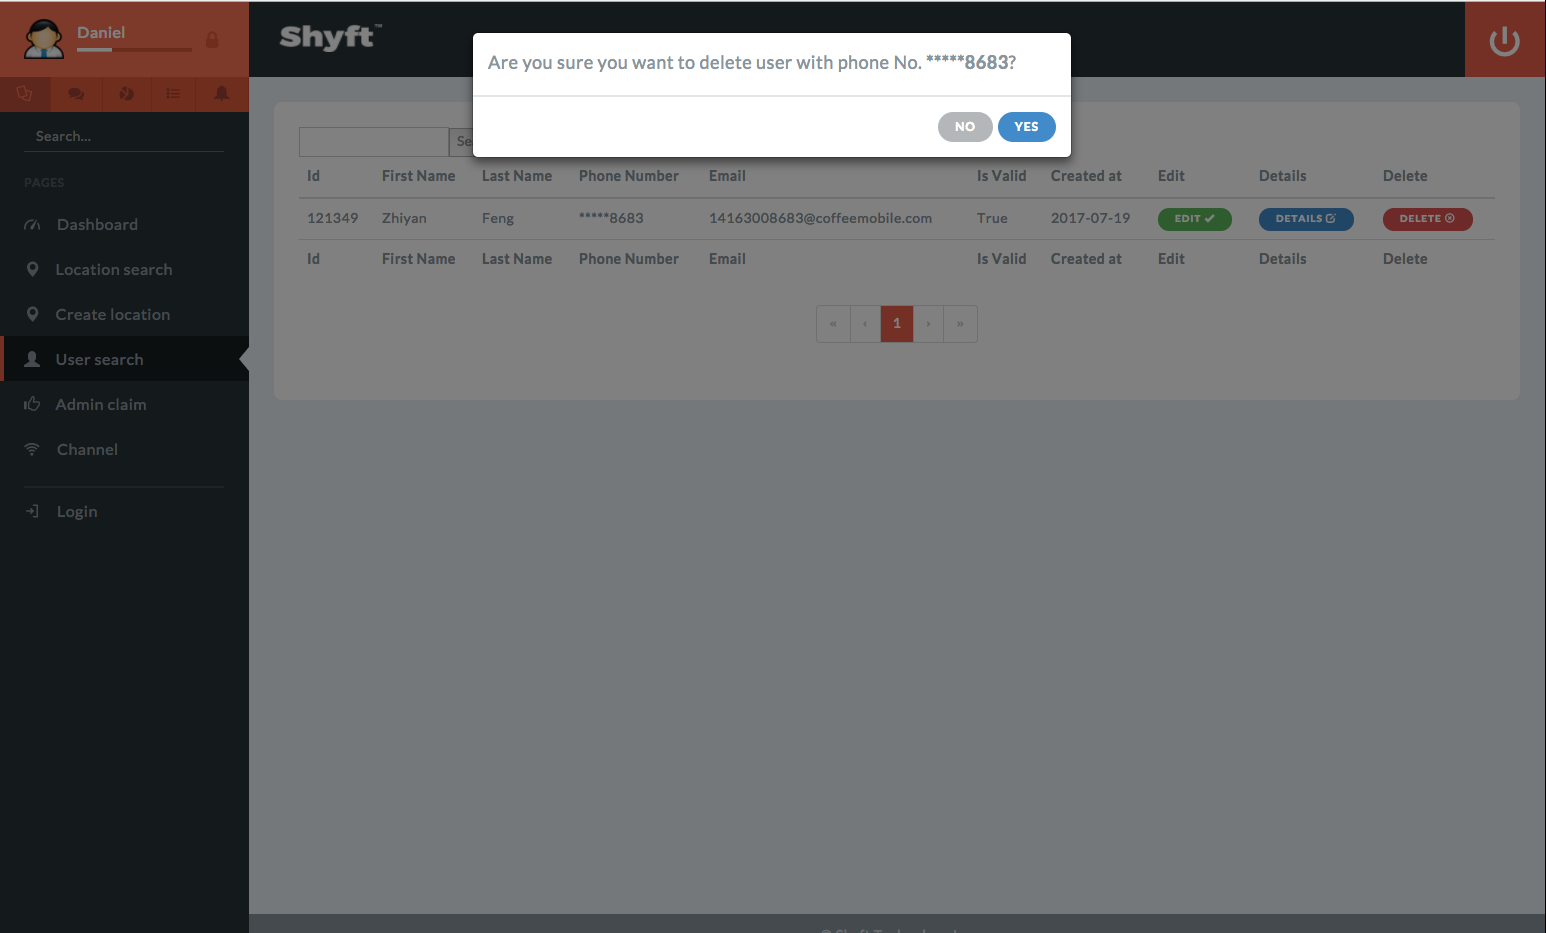 Daniel
Shyft™
Are you sure you want to delete user with phone No. *****8683?
NO YES
Search...
PAGES
Dashboard
Location search
Create location
User search
Admin claim
Channel
Login
Id First Name Last Name Phone Number Email Is Valid Created at Edit Details Delete
121349 Zhiyan Feng *****8683 14163008683@coffeemobile.com True 2017-07-19 EDIT DETAILS DELETE
Id First Name Last Name Phone Number Email Is Valid Created at Edit Details Delete
« ‹ 1 › »